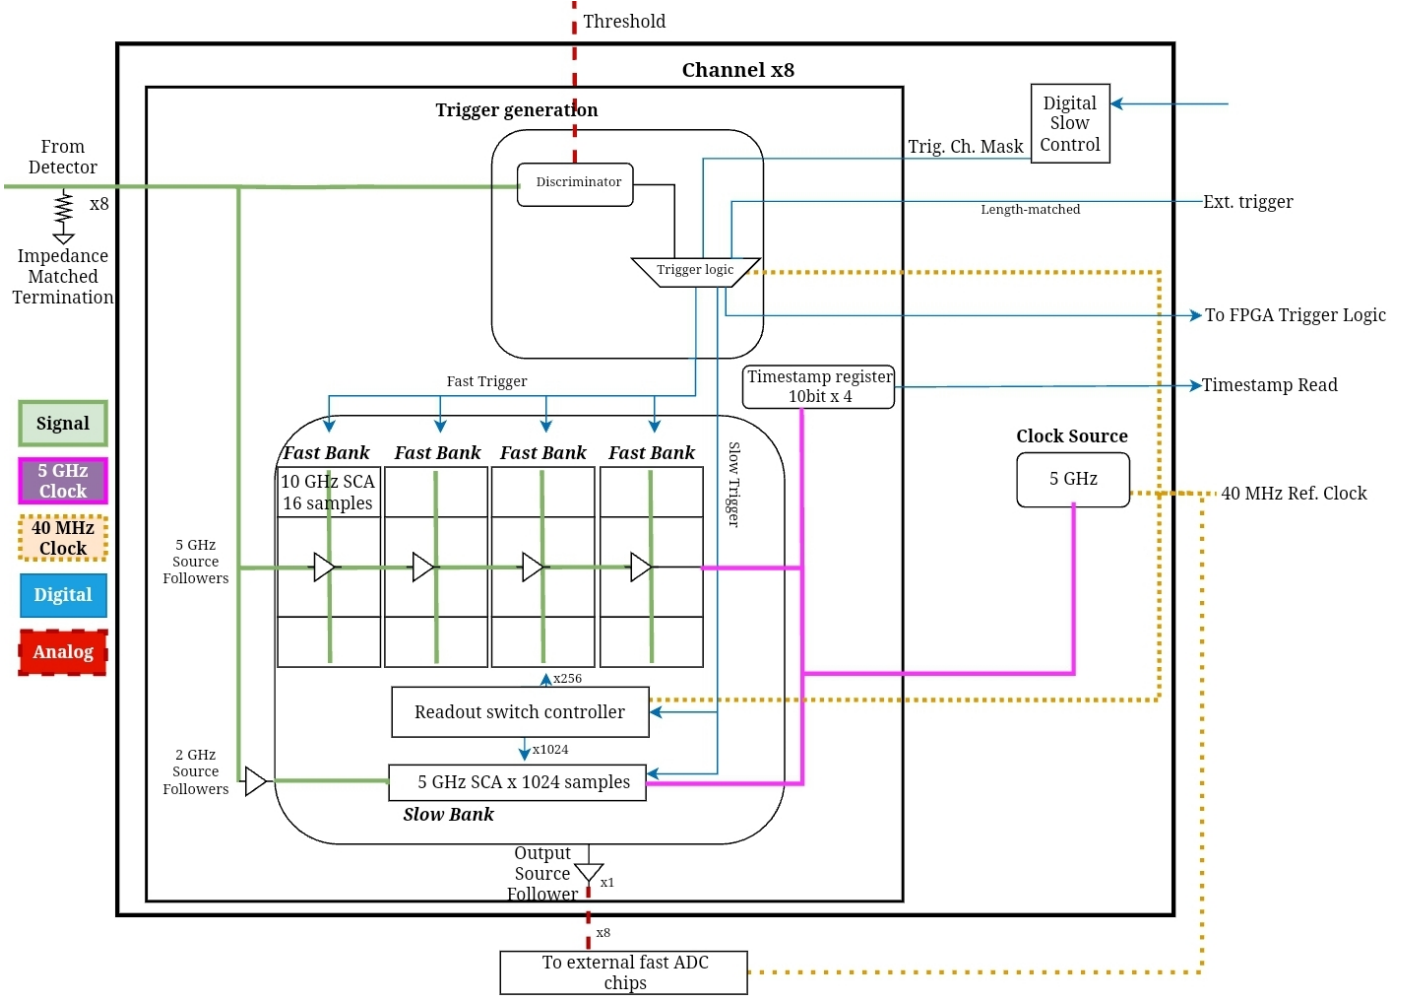 Threshold
Channel x8
Trigger generation
Digital
Slow
Control
From
Detector
Trig. Ch. Mask
Discriminator
x8
Length-matched
Ext. trigger
Impedance
Matched
Termination
Trigger logic
To FPGA Trigger Logic
Fast Trigger
Timestamp register
10bit x 4
Timestamp Read
Signal
5 GHz
Clock
40 MHz
Clock
Digital
Analog
Fast Bank
Fast Bank
Fast Bank
Fast Bank
Slow Trigger
Clock Source
5 GHz
40 MHz Ref. Clock
10 GHz SCA
16 samples
5 GHz
Source
Followers
x256
Readout switch controller
x1024
2 GHz
Source
Followers
5 GHz SCA x 1024 samples
Slow Bank
Output
Source
Follower
x1
x8
To external fast ADC
chips